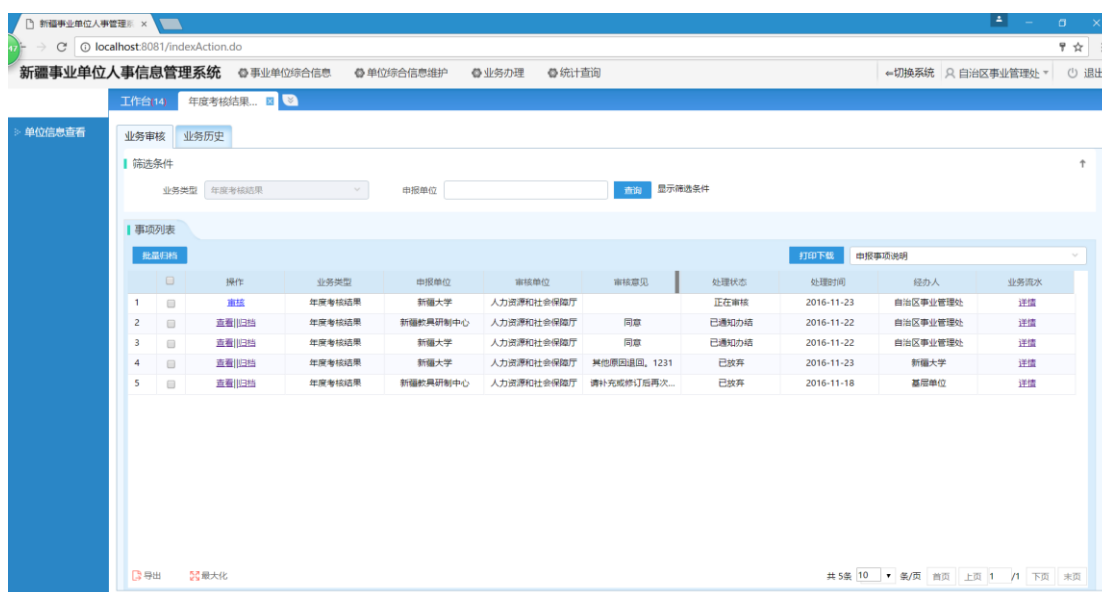 新疆事业单位人事管理
localhost:8081/indexAction.do
新疆事业单位人事信息管理系统 事业单位综合信息 单位综合信息维护 业务办理 统计查询 切换系统 自治区事业管理处 退出
工作台 14 年度考核结果...
单位信息查看
业务审核 业务历史
筛选条件
业务类型 年度考核结果 申报单位 查询 显示筛选条件
事项列表
批量归档 打印下载 申报事项说明
操作 业务类型 申报单位 审核单位 审核意见 处理状态 处理时间 经办人 业务流水
1 审核 年度考核结果 新疆大学 人力资源和社会保障厅 正在审核 2016-11-23 自治区事业管理处 详情
2 查看||归档 年度考核结果 新疆教具研制中心 人力资源和社会保障厅 同意 已通知办结 2016-11-22 自治区事业管理处 详情
3 查看||归档 年度考核结果 新疆大学 人力资源和社会保障厅 同意 已通知办结 2016-11-22 自治区事业管理处 详情
4 查看||归档 年度考核结果 新疆大学 人力资源和社会保障厅 其他原因退回。1231 已放弃 2016-11-23 新疆大学 详情
5 查看||归档 年度考核结果 新疆教具研制中心 人力资源和社会保障厅 请补充或修订后再次... 已放弃 2016-11-18 基层单位 详情
导出 最大化 共 5条 10 条/页 首页 上页 1 /1 下页 末页